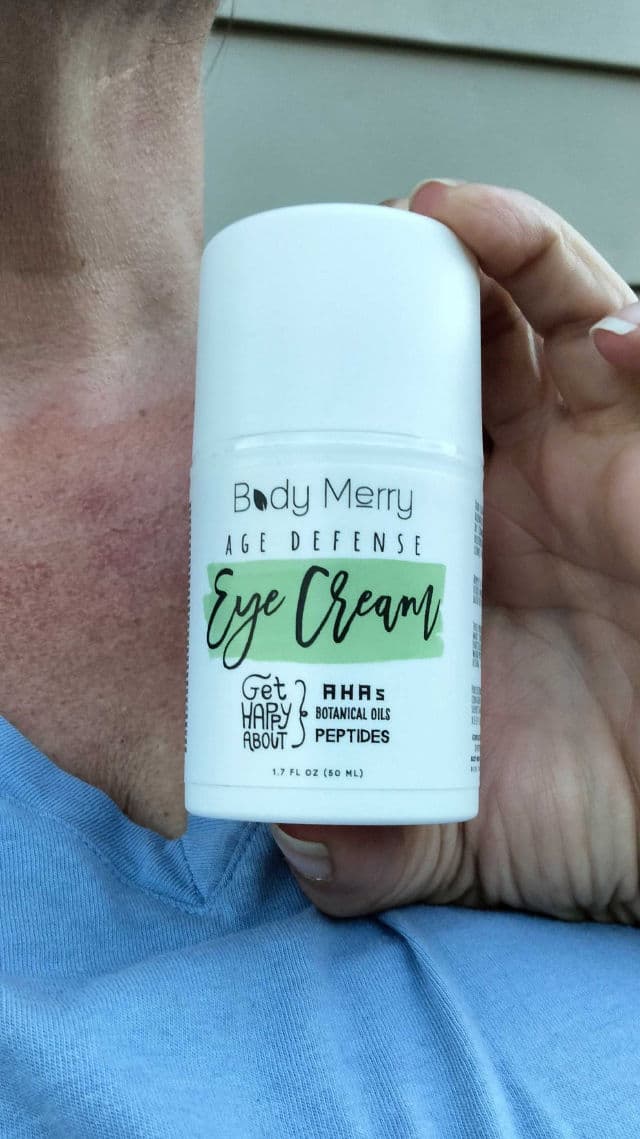 Body Merry
AGE DEFENSE
Eye Cream
Get
HAPPY
ABOUT
AHAs
BOTANICAL OILS
PEPTIDES
1.7 FL OZ (50 ML)